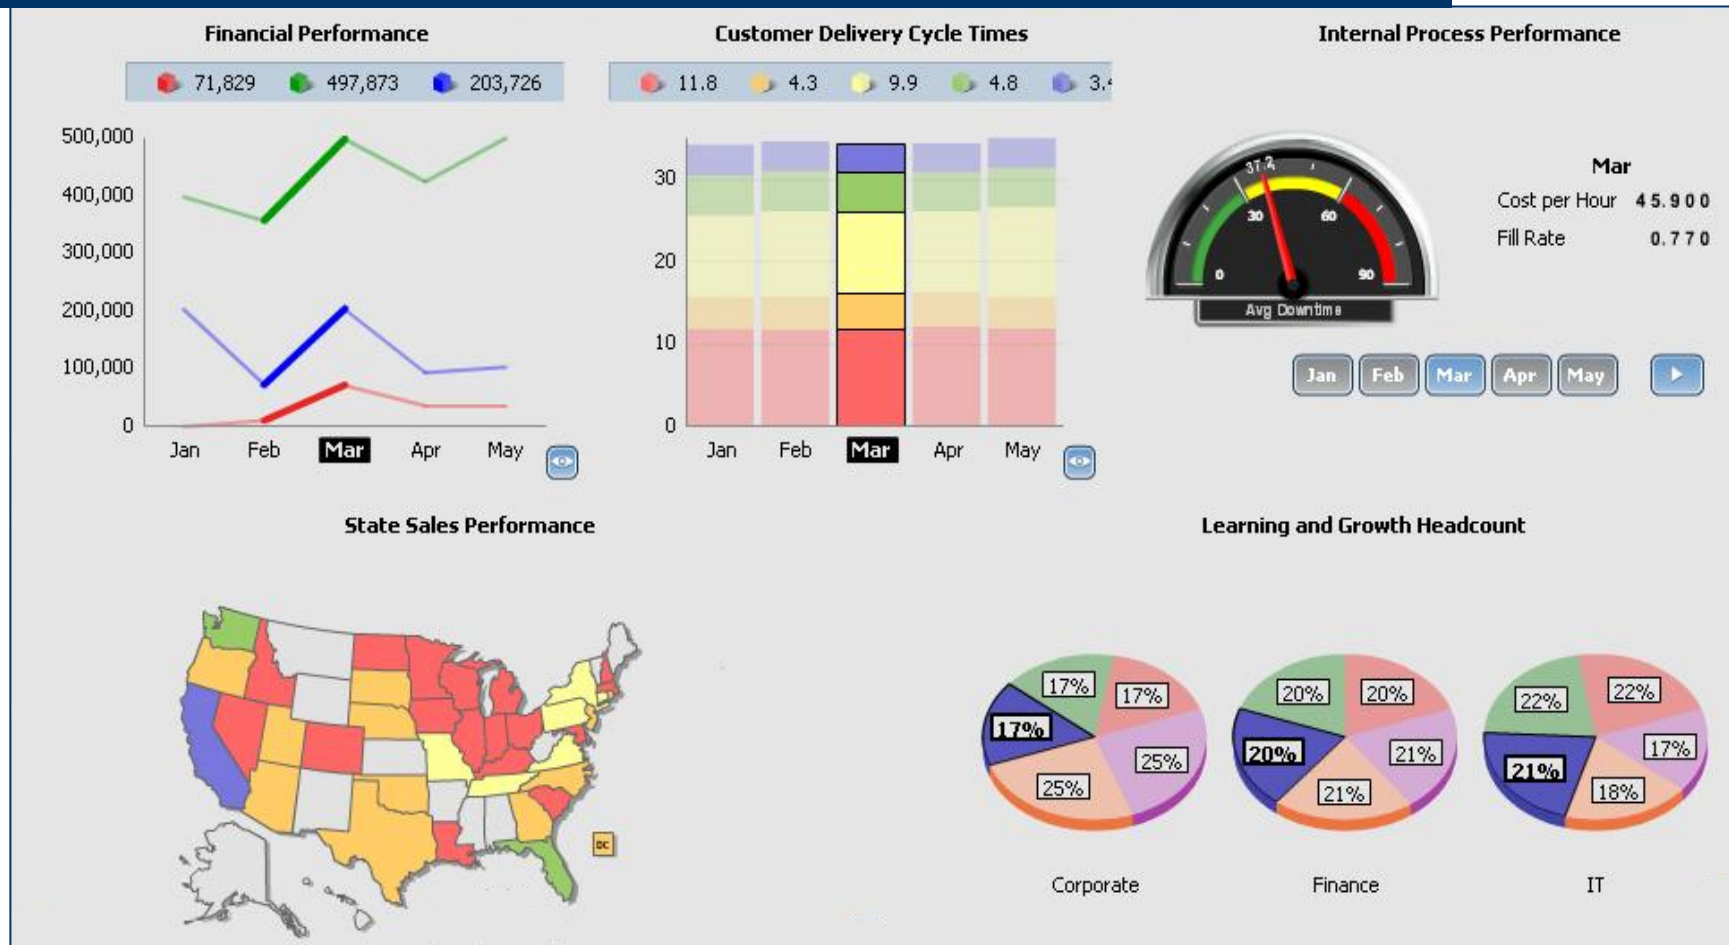 Financial Performance
71,829 497,873 203,726
500,000
400,000
300,000
200,000
100,000
0
Jan Feb Mar Apr May
Customer Delivery Cycle Times
11.8 4.3 9.9 4.8 3.4
30
20
10
0
Jan Feb Mar Apr May
Internal Process Performance
37.2
30 60
0 90
Avg Downtime
Mar
Cost per Hour 45.900
Fill Rate 0.770
Jan Feb Mar Apr May
State Sales Performance
DC
Learning and Growth Headcount
17% 17%
17%
25%
25%
Corporate
20% 20%
20% 21%
21%
Finance
22% 22%
17%
21%
18%
IT